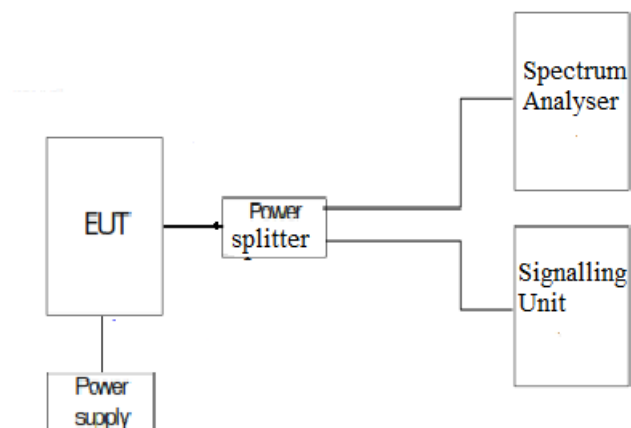 Spectrum
Analyser
EUT
Power
splitter
Signalling
Unit
Power
supply